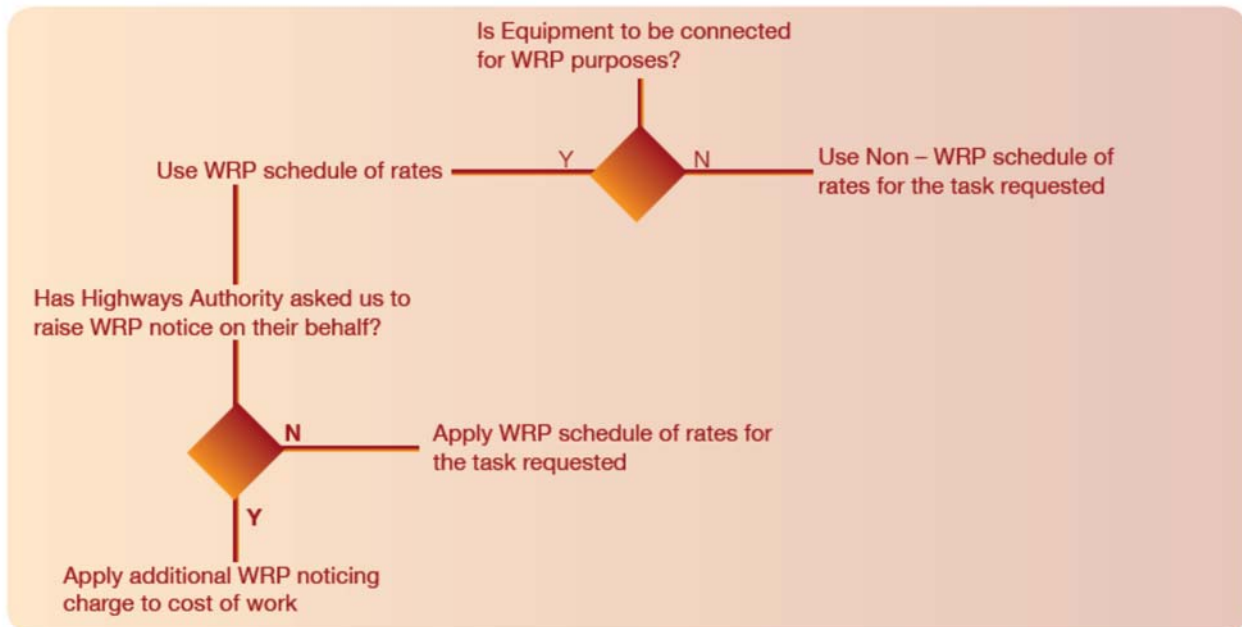 Is Equipment to be connected
for WRP purposes?
Y
N
Use WRP schedule of rates
Use Non – WRP schedule of
rates for the task requested
Has Highways Authority asked us to
raise WRP notice on their behalf?
N
Apply WRP schedule of rates for
the task requested
Y
Apply additional WRP noticing
charge to cost of work